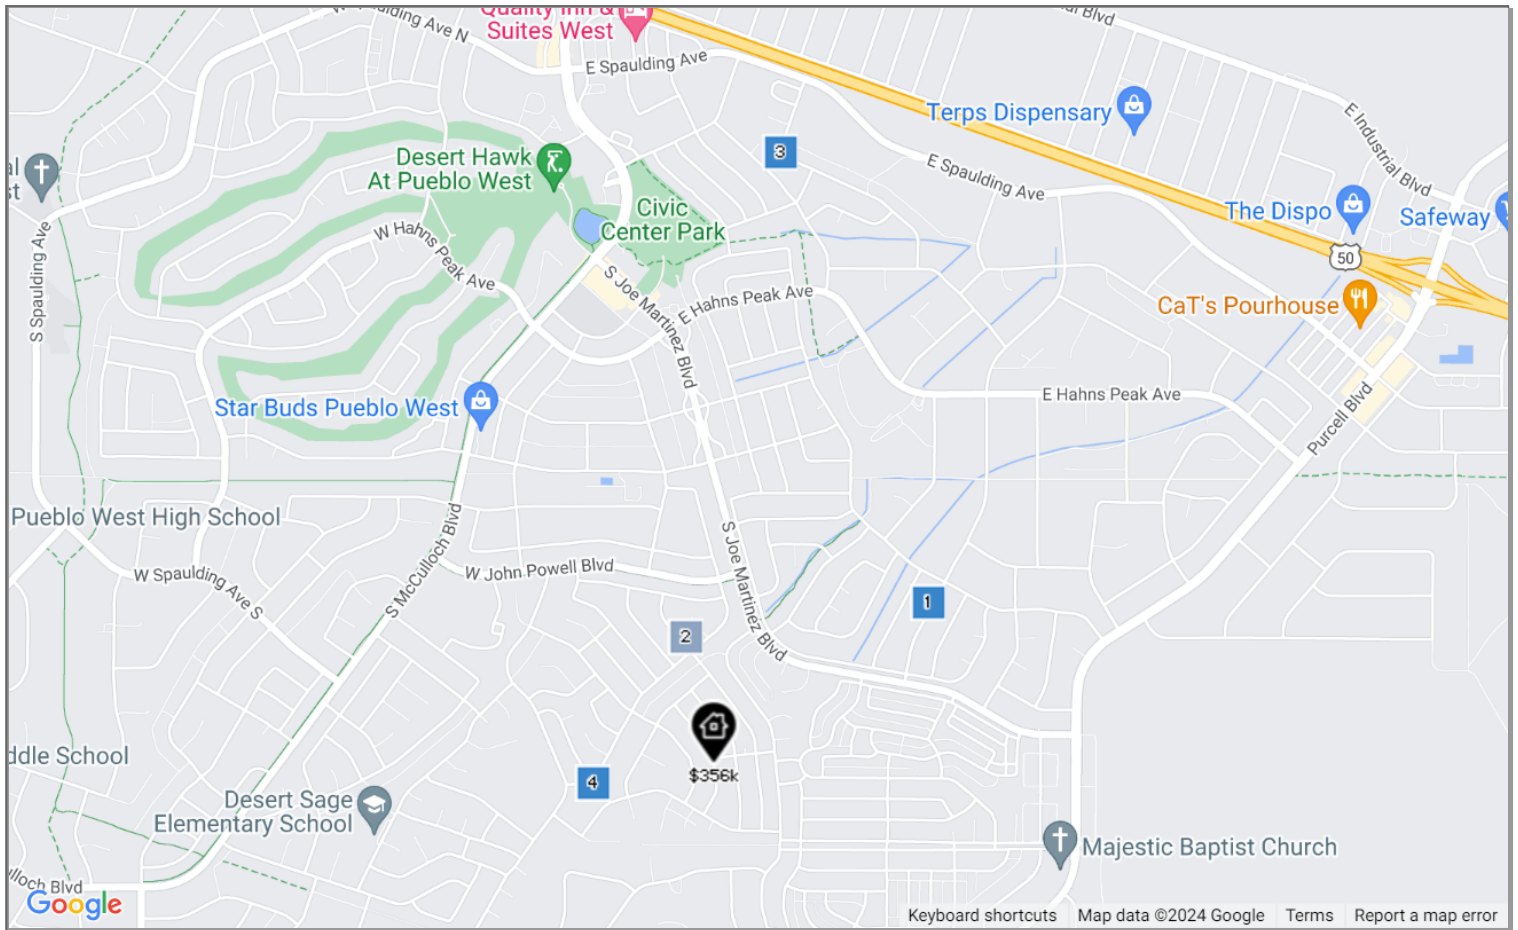 Quality Inn &
Suites West
W Spaulding Ave N
E Spaulding Ave
Blvd
Terps Dispensary
E Industrial Blvd
3
Desert Hawk
At Pueblo West
Civic
Center Park
E Spaulding Ave
The Dispo
Safeway
50
S Spaulding Ave
W Hahns Peak Ave
S Joe Martinez Blvd
E Hahns Peak Ave
CaT's Pourhouse
Star Buds Pueblo West
E Hahns Peak Ave
Purcell Blvd
Pueblo West High School
S McCulloch Blvd
S Joe Martinez Blvd
W John Powell Blvd
W Spaulding Ave S
1
2
ddle School
$356k
4
Desert Sage
Elementary School
Majestic Baptist Church
lloch Blvd
Google
Keyboard shortcuts
Map data ©2024 Google
Terms
Report a map error